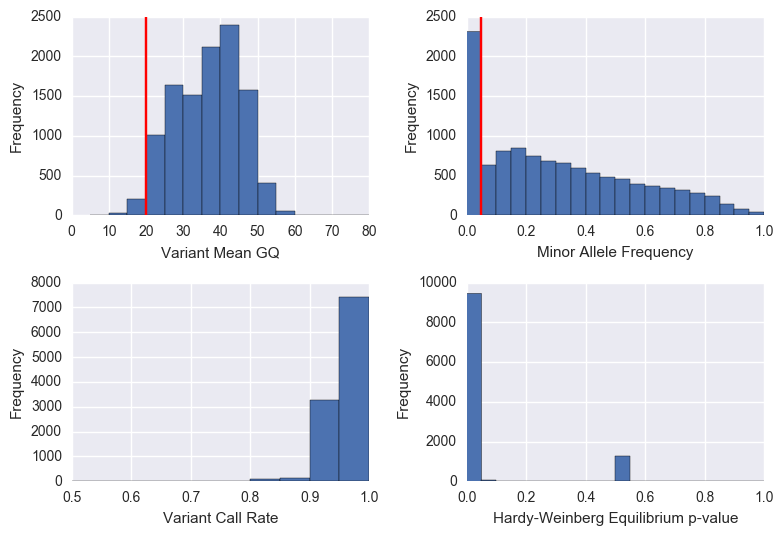 2500
2000
1500
1000
500
0
Frequency
0 10 20 30 40 50 60 70 80
Variant Mean GQ
2500
2000
1500
1000
500
0
Frequency
0.0 0.2 0.4 0.6 0.8 1.0
Minor Allele Frequency
8000
7000
6000
5000
4000
3000
2000
1000
0
Frequency
0.5 0.6 0.7 0.8 0.9 1.0
Variant Call Rate
10000
8000
6000
4000
2000
0
Frequency
0.0 0.2 0.4 0.6 0.8 1.0
Hardy-Weinberg Equilibrium p-value